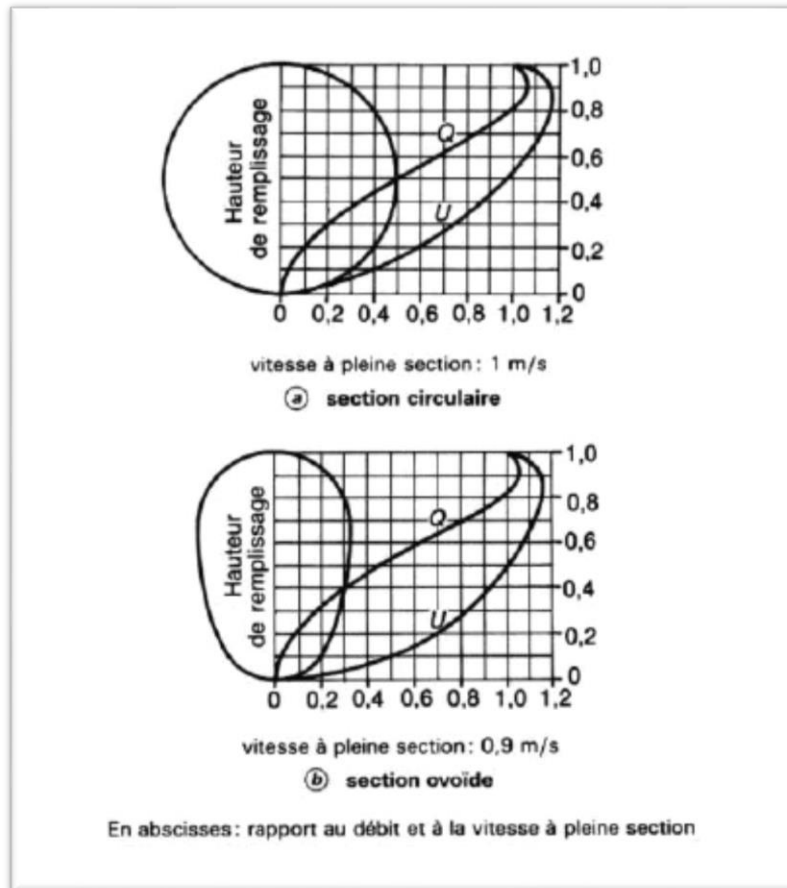 Hauteur
de remplissage
Q
U
1,0
0,8
0,6
0,4
0,2
0
0 0,2 0,4 0,6 0,8 1,0 1,2
vitesse à pleine section : 1 m/s
a section circulaire
Hauteur
de remplissage
Q
U
1,0
0,8
0,6
0,4
0,2
0
0 0,2 0,4 0,6 0,8 1,0 1,2
vitesse à pleine section : 0,9 m/s
b section ovoïde
En abscisses : rapport au débit et à la vitesse à pleine section